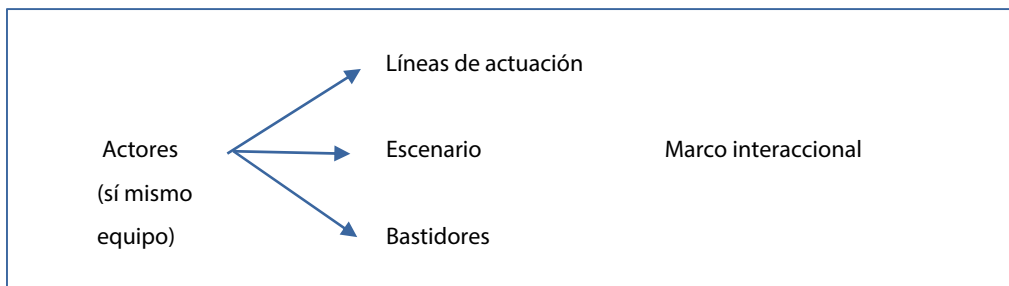 Líneas de actuación
Actores Escenario Marco interaccional
(sí mismo
equipo) Bastidores